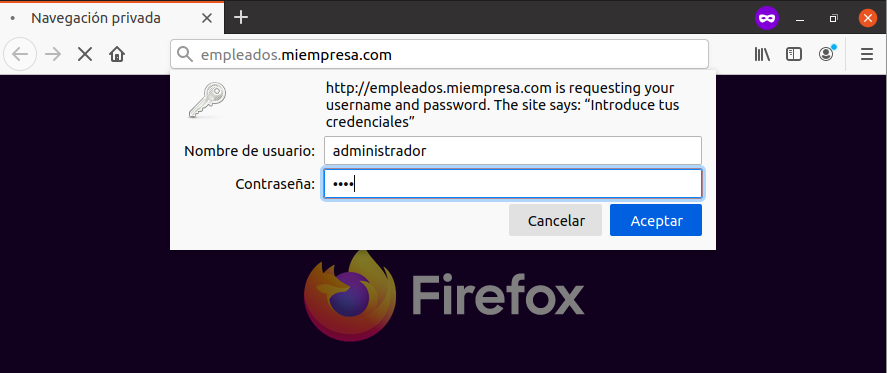 Navegación privada
empleados.miempresa.com
http://empleados.miempresa.com is requesting your
username and password. The site says: “Introduce tus
credenciales”
Nombre de usuario: administrador
Contraseña: ••••
Cancelar Aceptar
Firefox